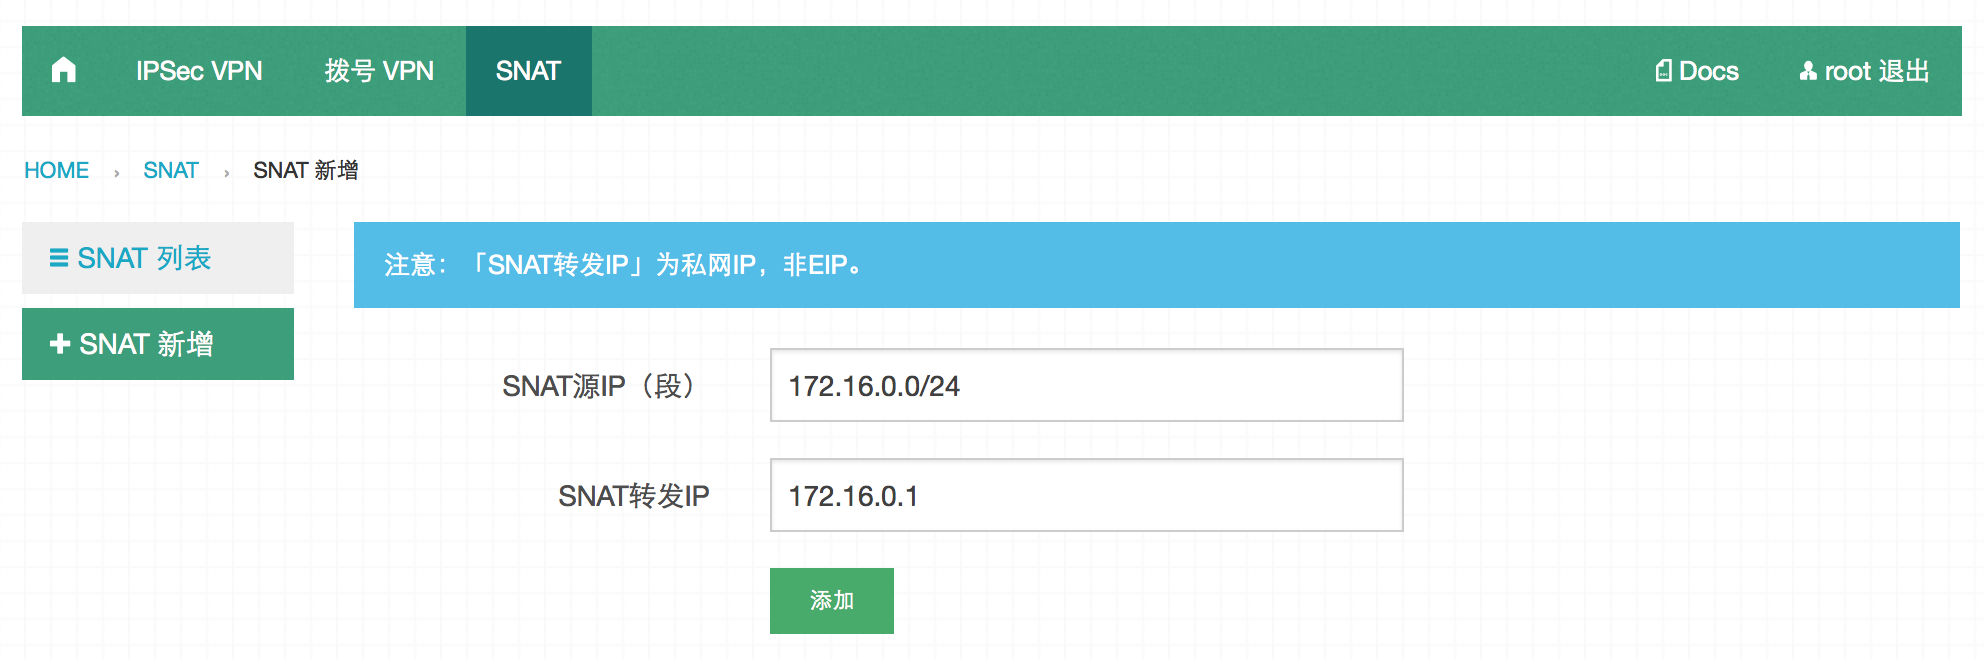 IPSec VPN 拨号 VPN SNAT Docs root 退出
HOME › SNAT › SNAT 新增
SNAT 列表
SNAT 新增
注意：「SNAT转发IP」为私网IP，非EIP。
SNAT源IP（段） 172.16.0.0/24
SNAT转发IP 172.16.0.1
添加